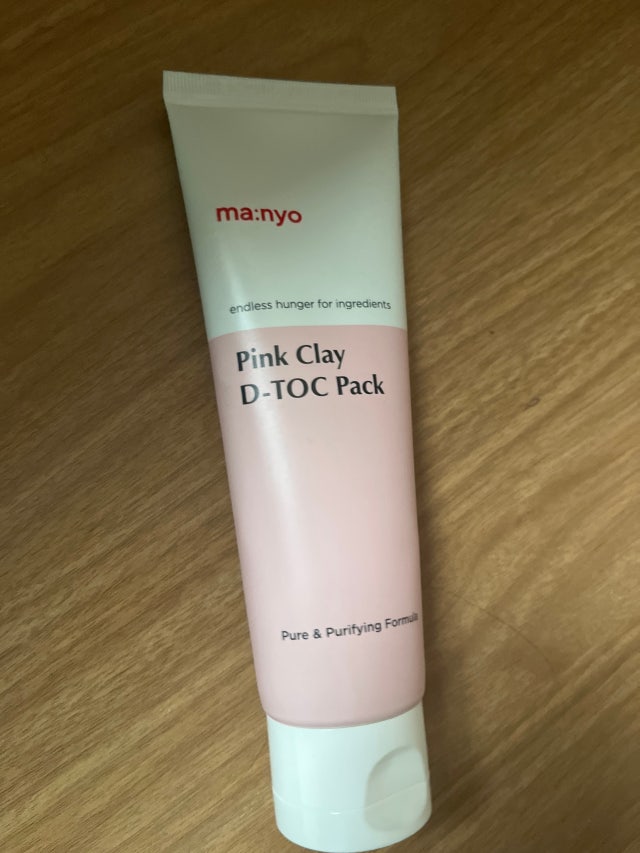 ma:nyo
endless hunger for ingredients
Pink Clay
D-TOC Pack
Pure & Purifying Formula